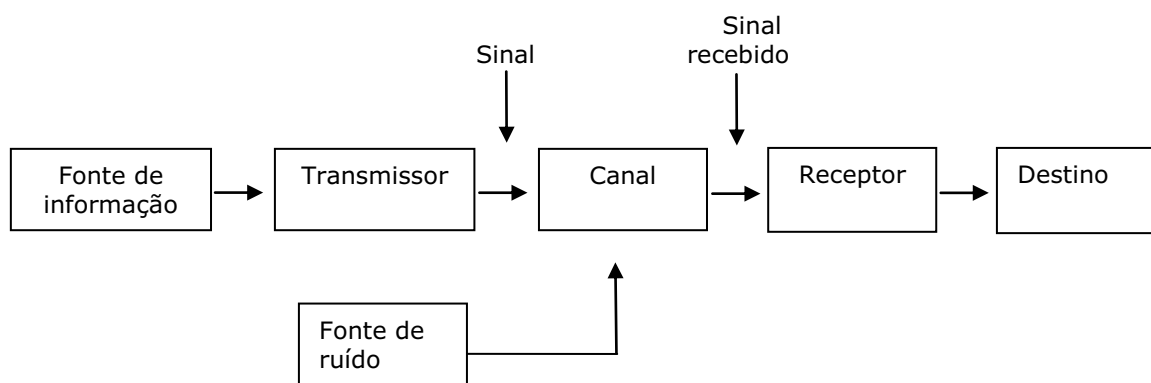 Sinal
Sinal
recebido
Fonte de
informação
Transmissor
Canal
Receptor
Destino
Fonte de
ruído